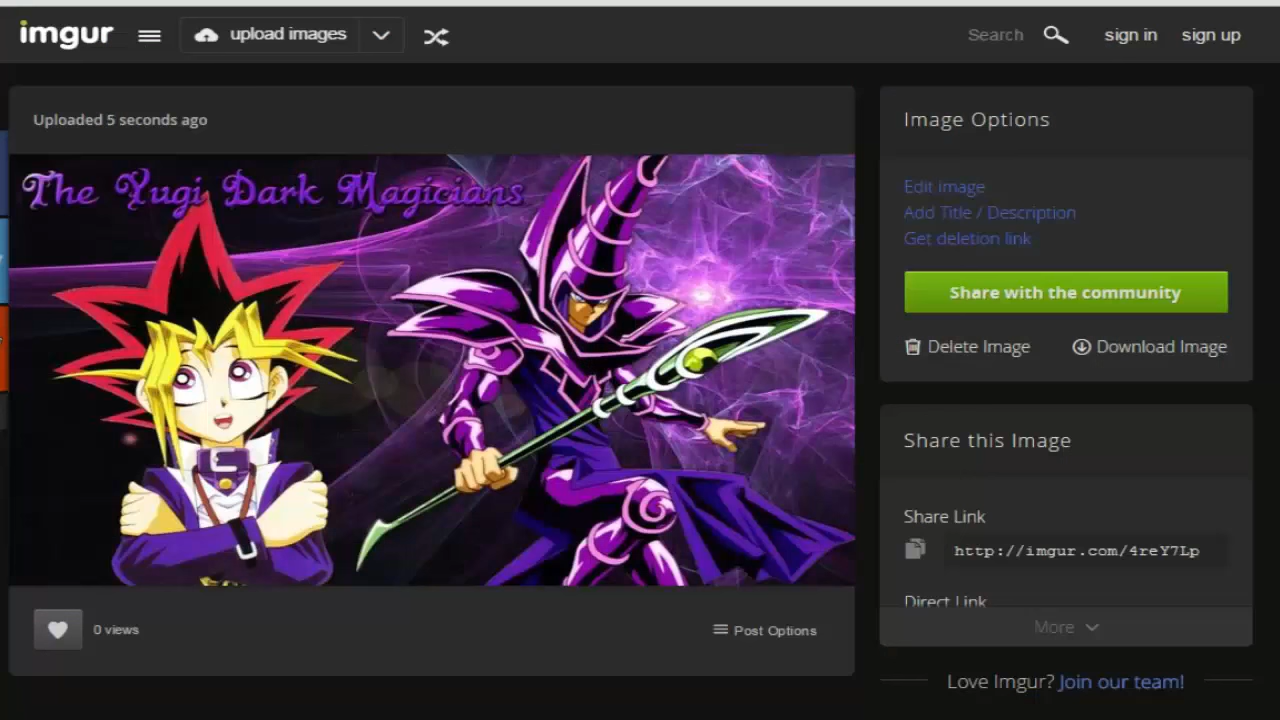 imgur
upload images
Search
sign in
sign up
Uploaded 5 seconds ago
The Yugi Dark Magicians
0 views
Post Options
Image Options
Edit image
Add Title / Description
Get deletion link
Share with the community
Delete Image
Download Image
Share this Image
Share Link
http://imgur.com/4reY7Lp
Direct Link
More
Love Imgur? Join our team!